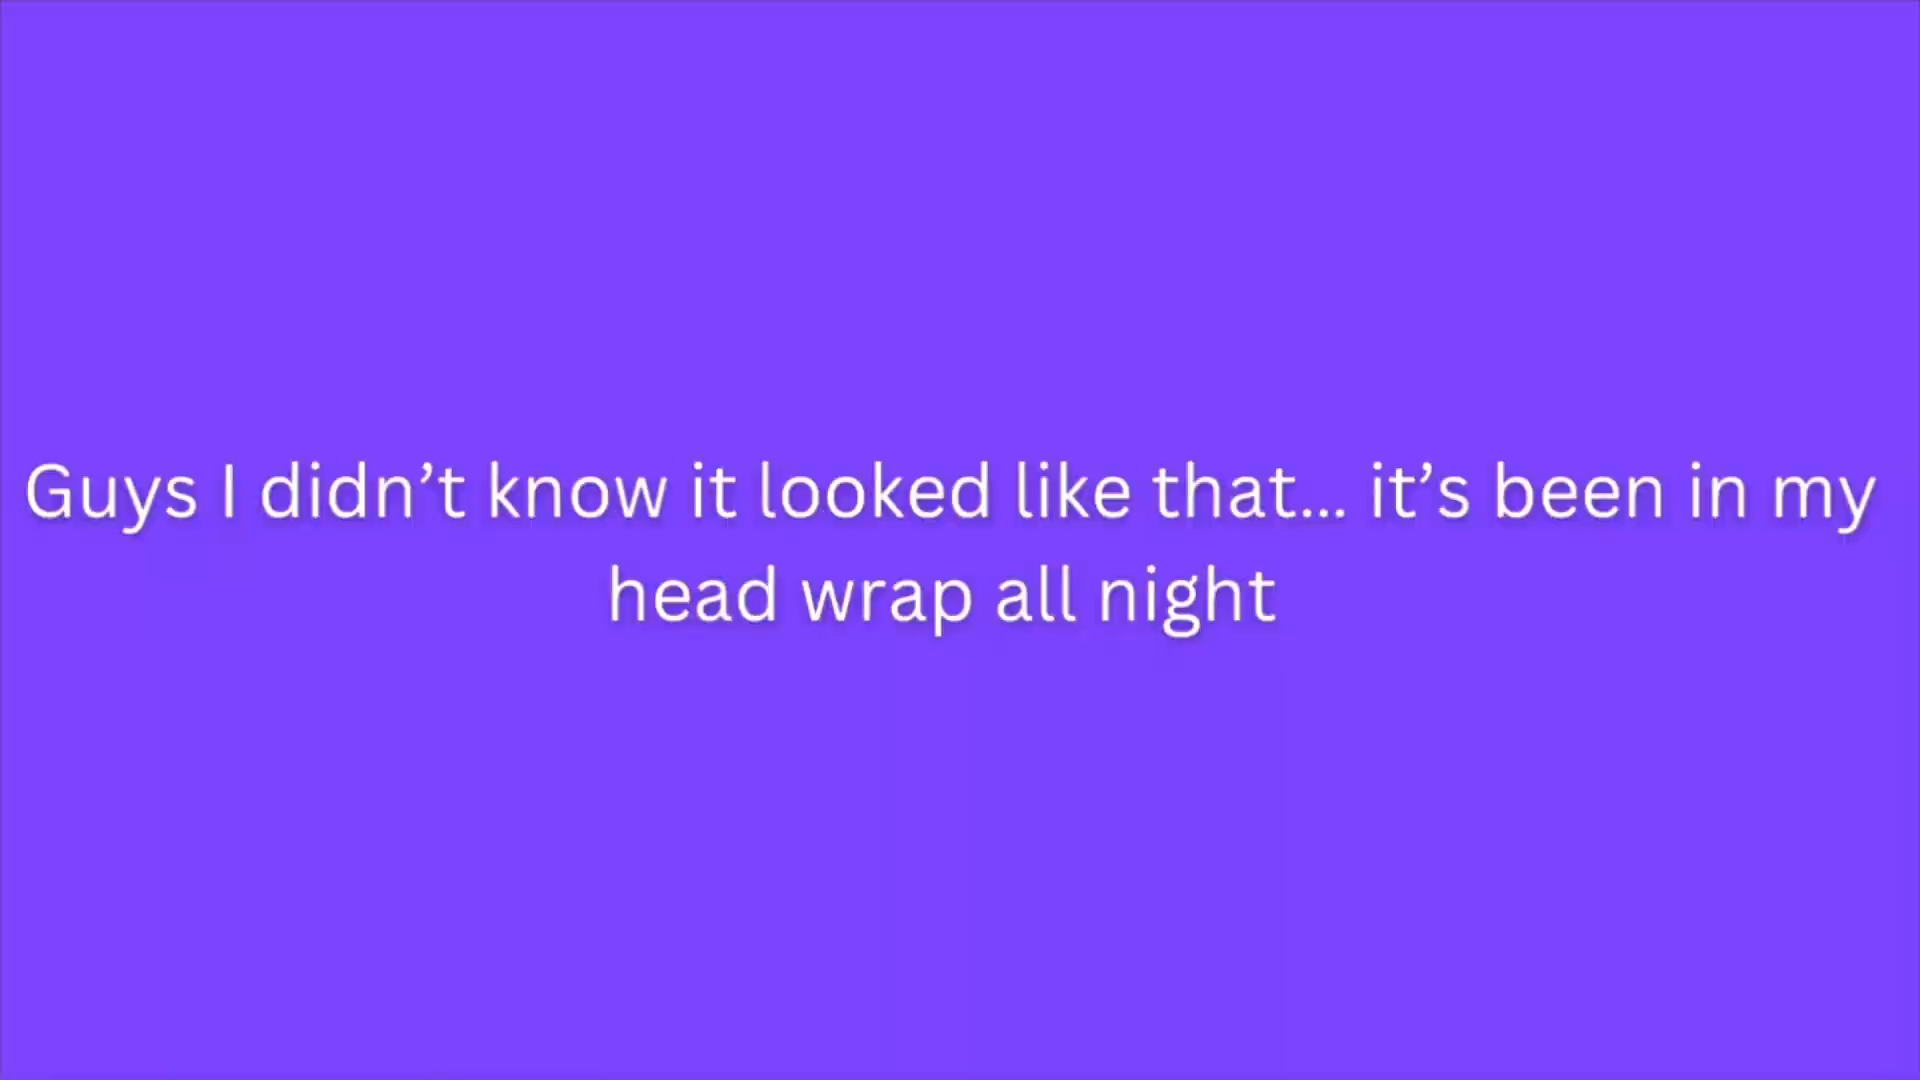 Guys I didn’t know it looked like that... it’s been in my
head wrap all night